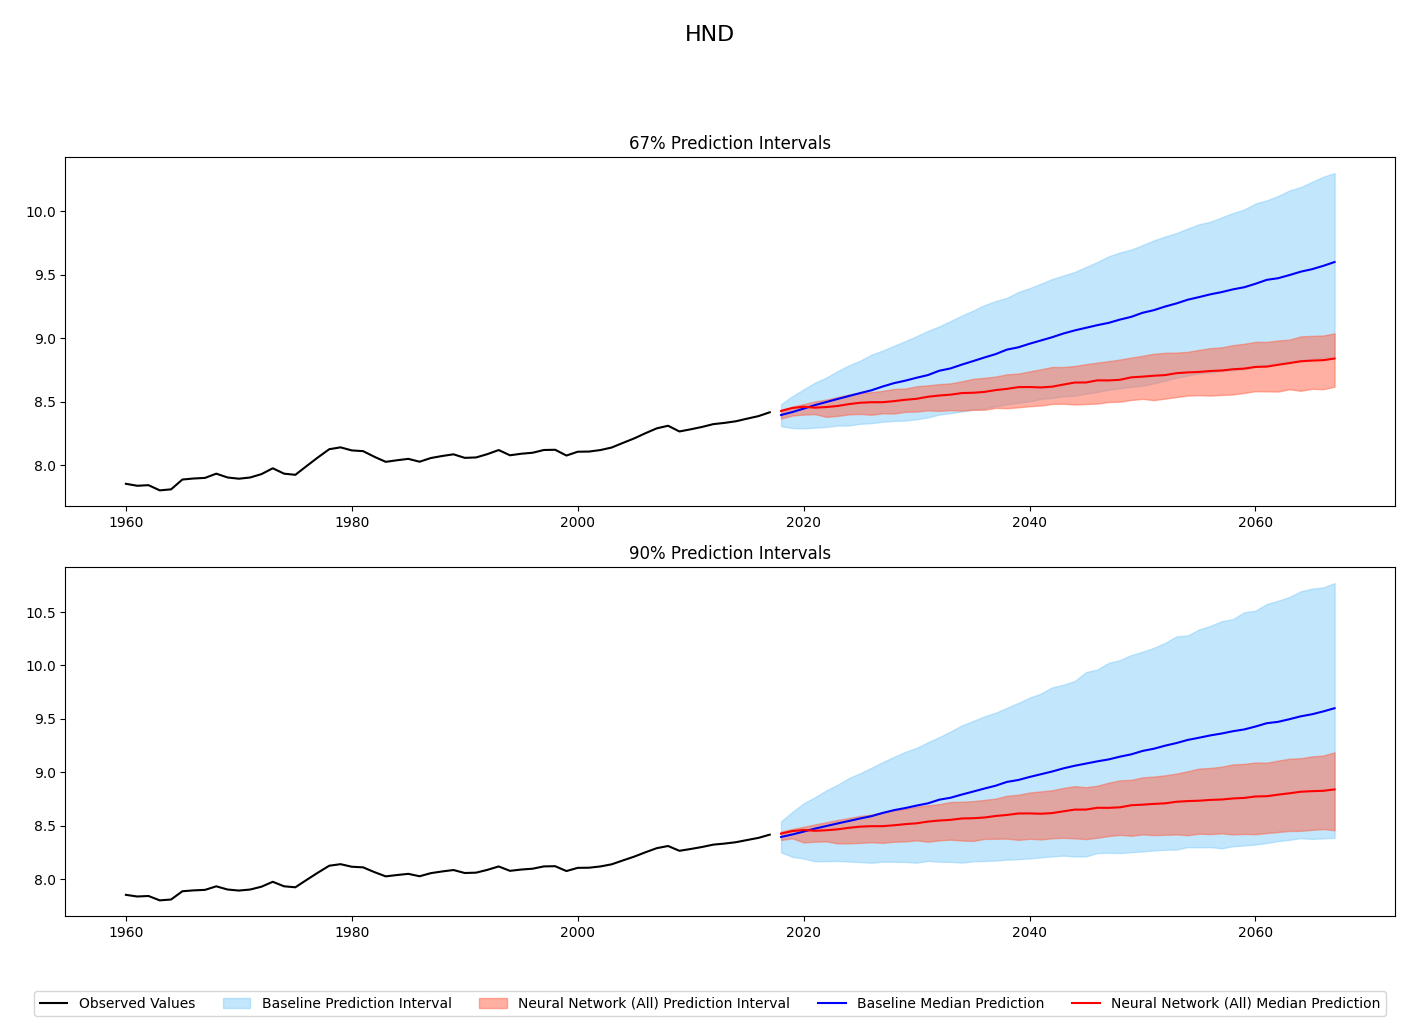 HND
67% Prediction Intervals
10.0
9.5
9.0
8.5
8.0
1960 1980 2000 2020 2040 2060
90% Prediction Intervals
10.5
10.0
9.5
9.0
8.5
8.0
1960 1980 2000 2020 2040 2060
Observed Values Baseline Prediction Interval Neural Network (All) Prediction Interval Baseline Median Prediction Neural Network (All) Median Prediction